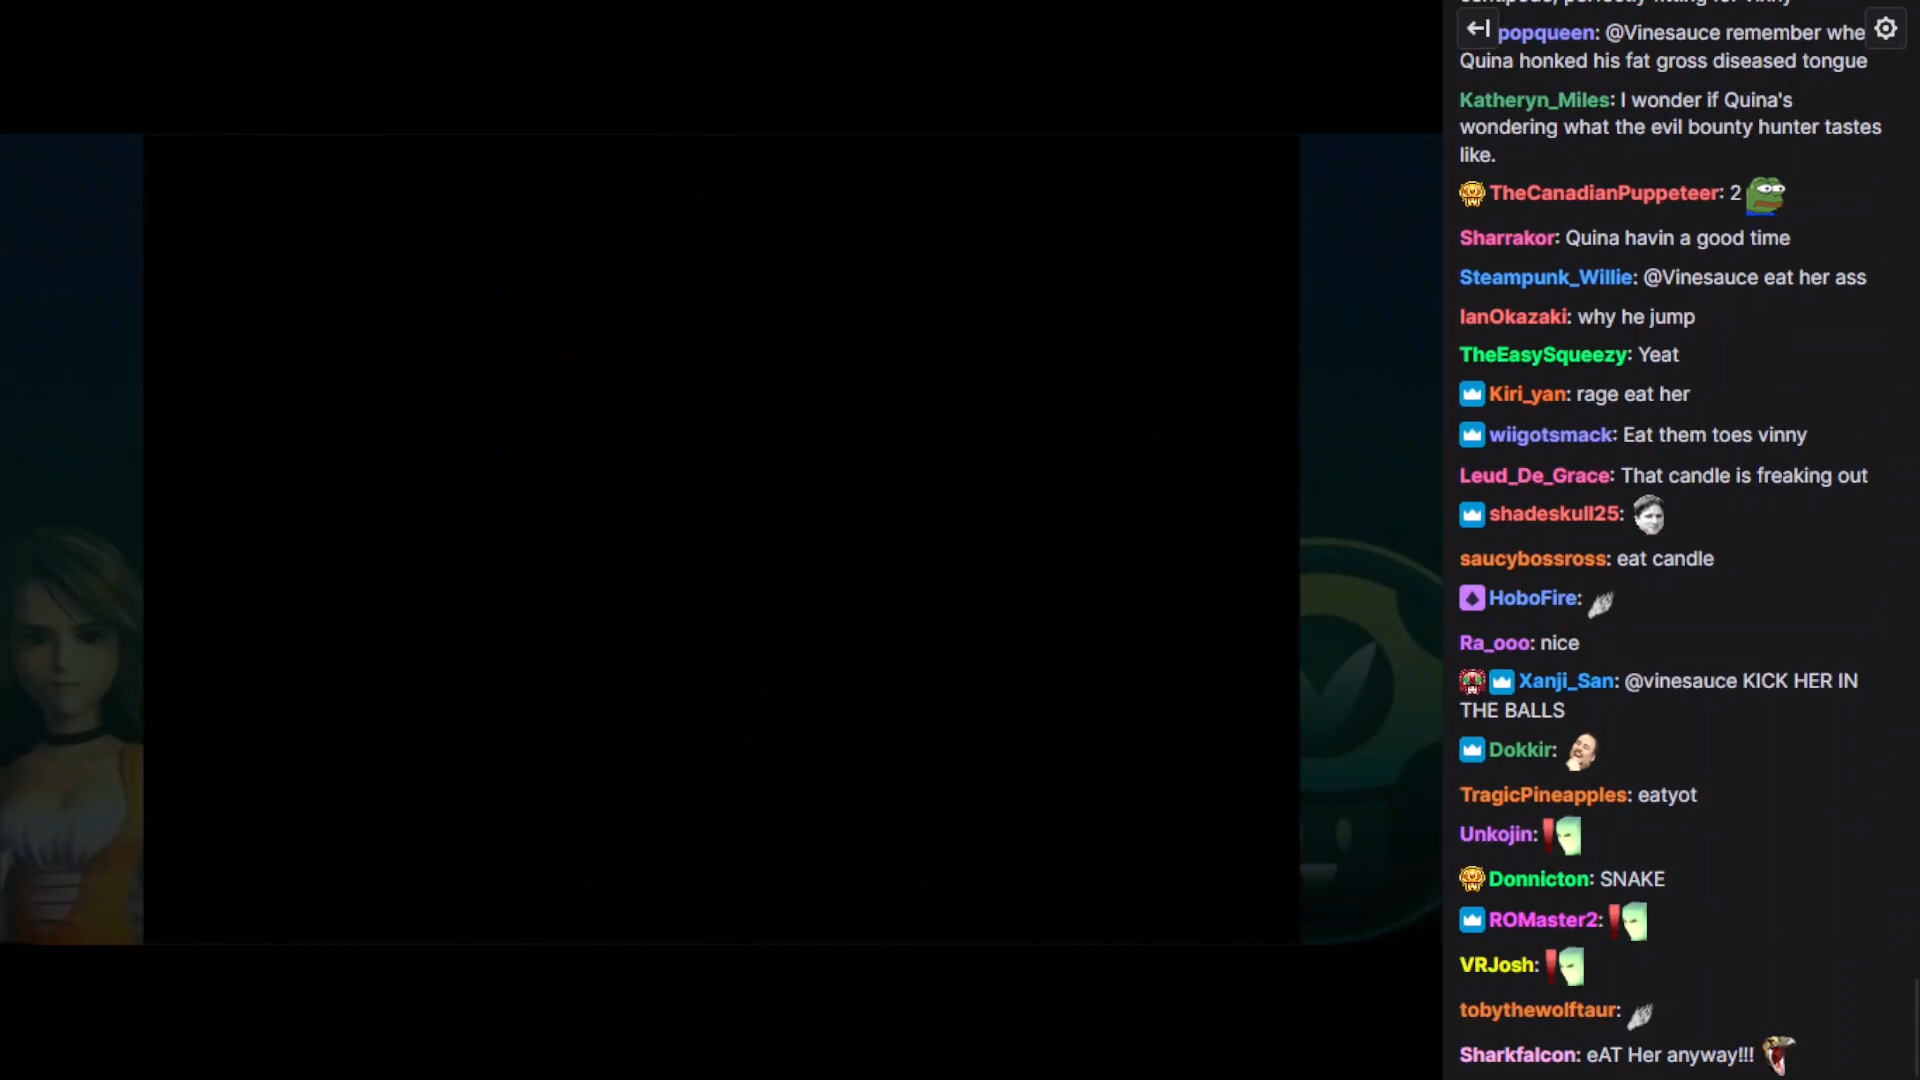 popqueen: @Vinesauce remember whe
Quina honked his fat gross diseased tongue
Katheryn_Miles: I wonder if Quina's
wondering what the evil bounty hunter tastes
like.
TheCanadianPuppeteer: 2
Sharrakor: Quina havin a good time
Steampunk_Willie: @Vinesauce eat her ass
IanOkazaki: why he jump
TheEasySqueezy: Yeat
Kiri_yan: rage eat her
wiigotsmack: Eat them toes vinny
Leud_De_Grace: That candle is freaking out
shadeskull25:
saucybossross: eat candle
HoboFire:
Ra_ooo: nice
Xanji_San: @vinesauce KICK HER IN
THE BALLS
Dokkir:
TragicPineapples: eatyot
Unkojin:
Donnicton: SNAKE
ROMaster2:
VRJosh:
tobythewolftaur:
Sharkfalcon: eAT Her anyway!!!